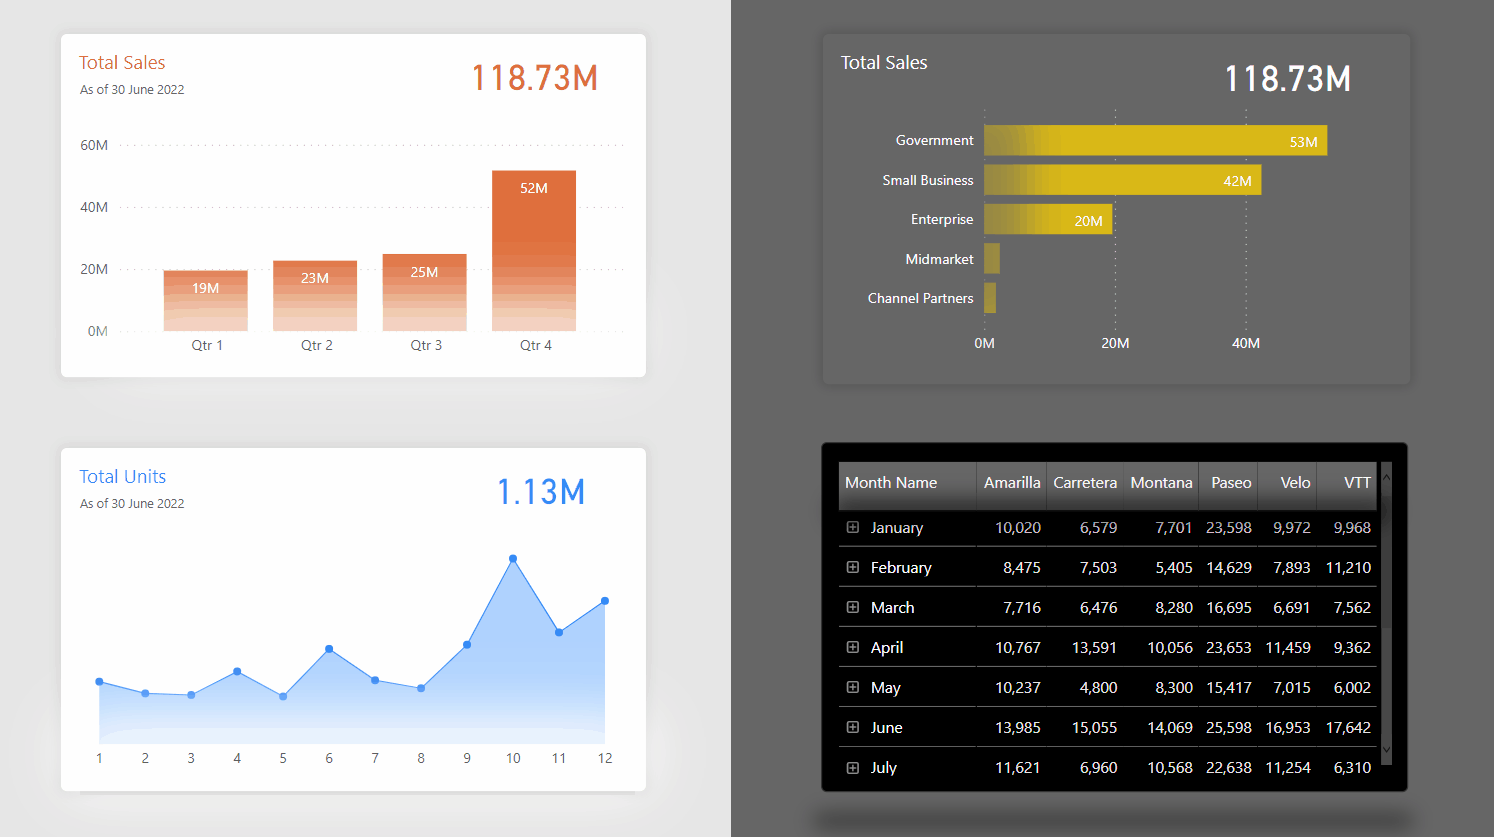 Total Sales
118.73M
As of 30 June 2022
60M
40M
20M
0M
52M
25M
23M
19M
Qtr 1 Qtr 2 Qtr 3 Qtr 4
Total Units
1.13M
As of 30 June 2022
1 2 3 4 5 6 7 8 9 10 11 12
Total Sales
118.73M
Government 53M
Small Business 42M
Enterprise 20M
Midmarket
Channel Partners
0M 20M 40M
Month Name Amarilla Carretera Montana Paseo Velo VTT
January 10,020 6,579 7,701 23,598 9,972 9,968
February 8,475 7,503 5,405 14,629 7,893 11,210
March 7,716 6,476 8,280 16,695 6,691 7,562
April 10,767 13,591 10,056 23,653 11,459 9,362
May 10,237 4,800 8,300 15,417 7,015 6,002
June 13,985 15,055 14,069 25,598 16,953 17,642
July 11,621 6,960 10,568 22,638 11,254 6,310